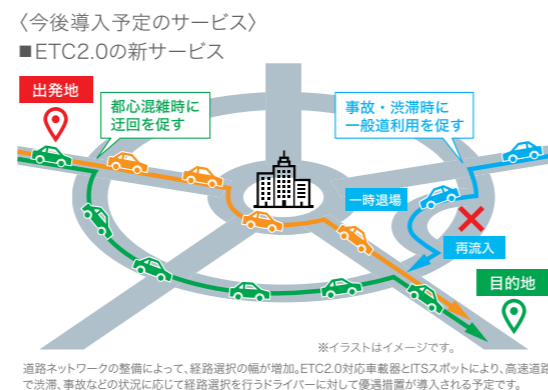 〈今後導入予定のサービス〉
■ETC2.0の新サービス
出発地
都心混雑時に
迂回を促す
事故・渋滞時に
一般道利用を促す
一時退場
再流入
目的地
※イラストはイメージです。
道路ネットワークの整備によって、経路選択の幅が増加。ETC2.0対応車載器とITSスポットにより、高速道路
で渋滞、事故などの状況に応じて経路選択を行うドライバーに対して優遇措置が導入される予定です。